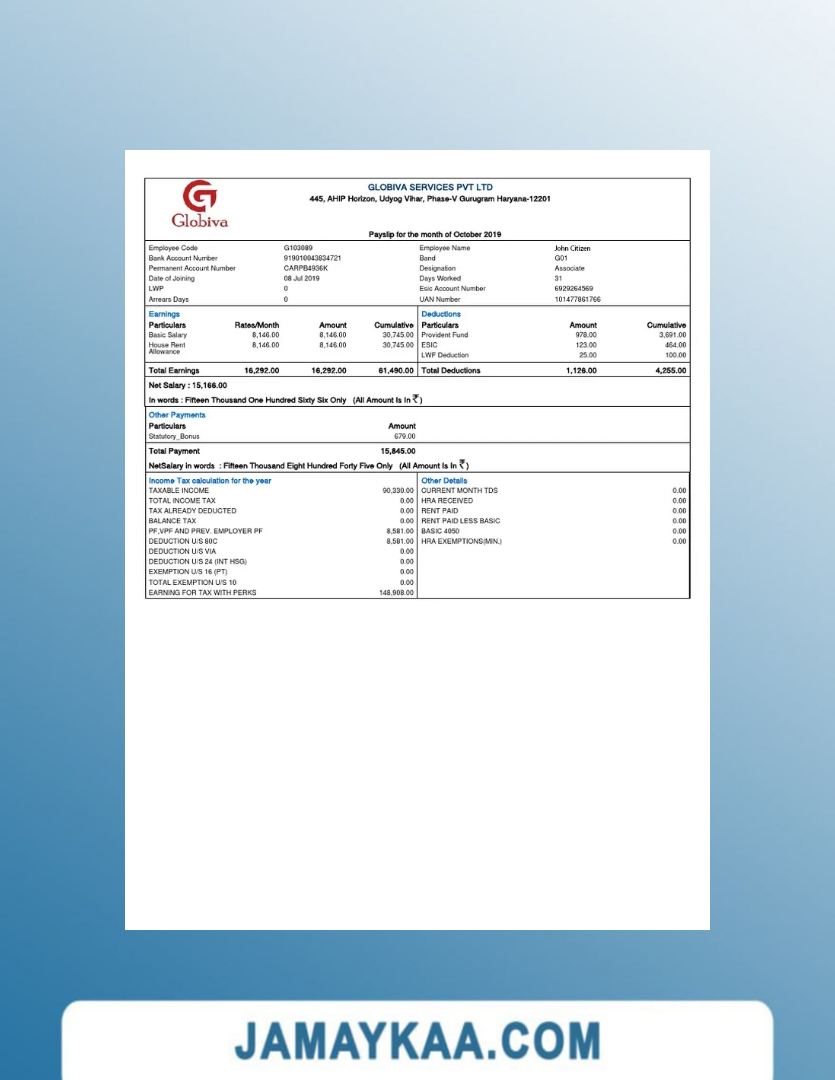 GLOBIVA SERVICES PVT LTD
445, AHIP Horizon, Udyog Vihar, Phase-V Gurugram Haryana-12201
Globiva
Payslip for the month of October 2019
Employee Code G103089 Employee Name John Citizen
Bank Account Number 919010043834721 Band G01
Permanent Account Number CARPB4936K Designation Associate
Date of Joining 08 Jul 2019 Days Worked 31
LWP 0 Esic Account Number 6929264569
Arrears Days 0 UAN Number 101477861766
Earnings Deductions
Particulars Rates/Month Amount Cumulative Particulars Amount Cumulative
Basic Salary 8,146.00 8,146.00 30,745.00 Provident Fund 978.00 3,691.00
House Rent Allowance 8,146.00 8,146.00 30,745.00 ESIC 123.00 464.00
LWF Deduction 25.00 100.00
Total Earnings 16,292.00 16,292.00 61,490.00 Total Deductions 1,126.00 4,255.00
Net Salary : 15,166.00
In words : Fifteen Thousand One Hundred Sixty Six Only (All Amount Is In ₹ )
Other Payments
Particulars Amount
Statutory_Bonus 679.00
Total Payment 15,845.00
NetSalary in words : Fifteen Thousand Eight Hundred Forty Five Only (All Amount Is In ₹ )
Income Tax calculation for the year Other Details
TAXABLE INCOME 90,339.00 CURRENT MONTH TDS 0.00
TOTAL INCOME TAX 0.00 HRA RECEIVED 0.00
TAX ALREADY DEDUCTED 0.00 RENT PAID 0.00
BALANCE TAX 0.00 RENT PAID LESS BASIC 0.00
PF,VPF AND PREV. EMPLOYER PF 8,581.00 BASIC 4050 0.00
DEDUCTION U/S 80C 8,581.00 HRA EXEMPTIONS(MIN.) 0.00
DEDUCTION U/S VIA 0.00
DEDUCTION U/S 24 (INT HSG) 0.00
EXEMPTION U/S 16 (PT) 0.00
TOTAL EXEMPTION U/S 10 0.00
EARNING FOR TAX WITH PERKS 148,908.00
JAMAYKAA.COM